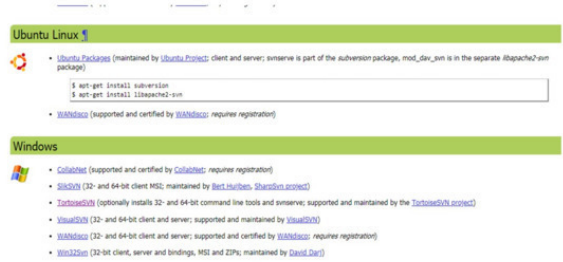 Ubuntu Linux ¶
Ubuntu Packages (maintained by Ubuntu Project; client and server; svnserve is part of the subversion package, mod_dav_svn is in the separate libapache2-svn
package)
$ apt-get install subversion
$ apt-get install libapache2-svn
WANdisco (supported and certified by WANdisco; requires registration)
Windows
CollabNet (supported and certified by CollabNet; requires registration)
SlikSVN (32- and 64-bit client MSI; maintained by Bert Huijben, SharpSvn project)
TortoiseSVN (optionally installs 32- and 64-bit command line tools and svnserve; supported and maintained by the TortoiseSVN project)
VisualSVN (32- and 64-bit client and server; supported and maintained by VisualSVN)
WANdisco (32- and 64-bit client and server; supported and certified by WANdisco; requires registration)
Win32Svn (32-bit client, server and bindings, MSI and ZIPs; maintained by David Darj)